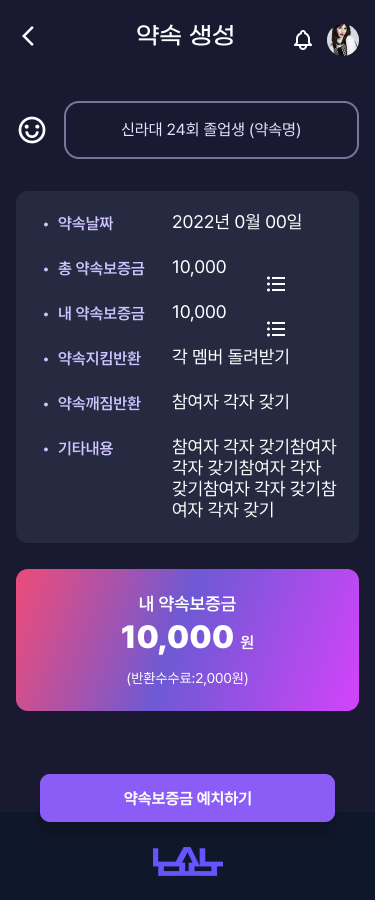 약속 생성
신라대 24회 졸업생 (약속명)
• 약속날짜 2022년 0월 00일
• 총 약속보증금 10,000
• 내 약속보증금 10,000
• 약속지킴반환 각 멤버 돌려받기
• 약속깨짐반환 참여자 각자 갖기
• 기타내용 참여자 각자 갖기참여자
각자 갖기참여자 각자
갖기참여자 각자 갖기참
여자 각자 갖기
내 약속보증금
10,000 원
(반환수수료:2,000원)
약속보증금 예치하기